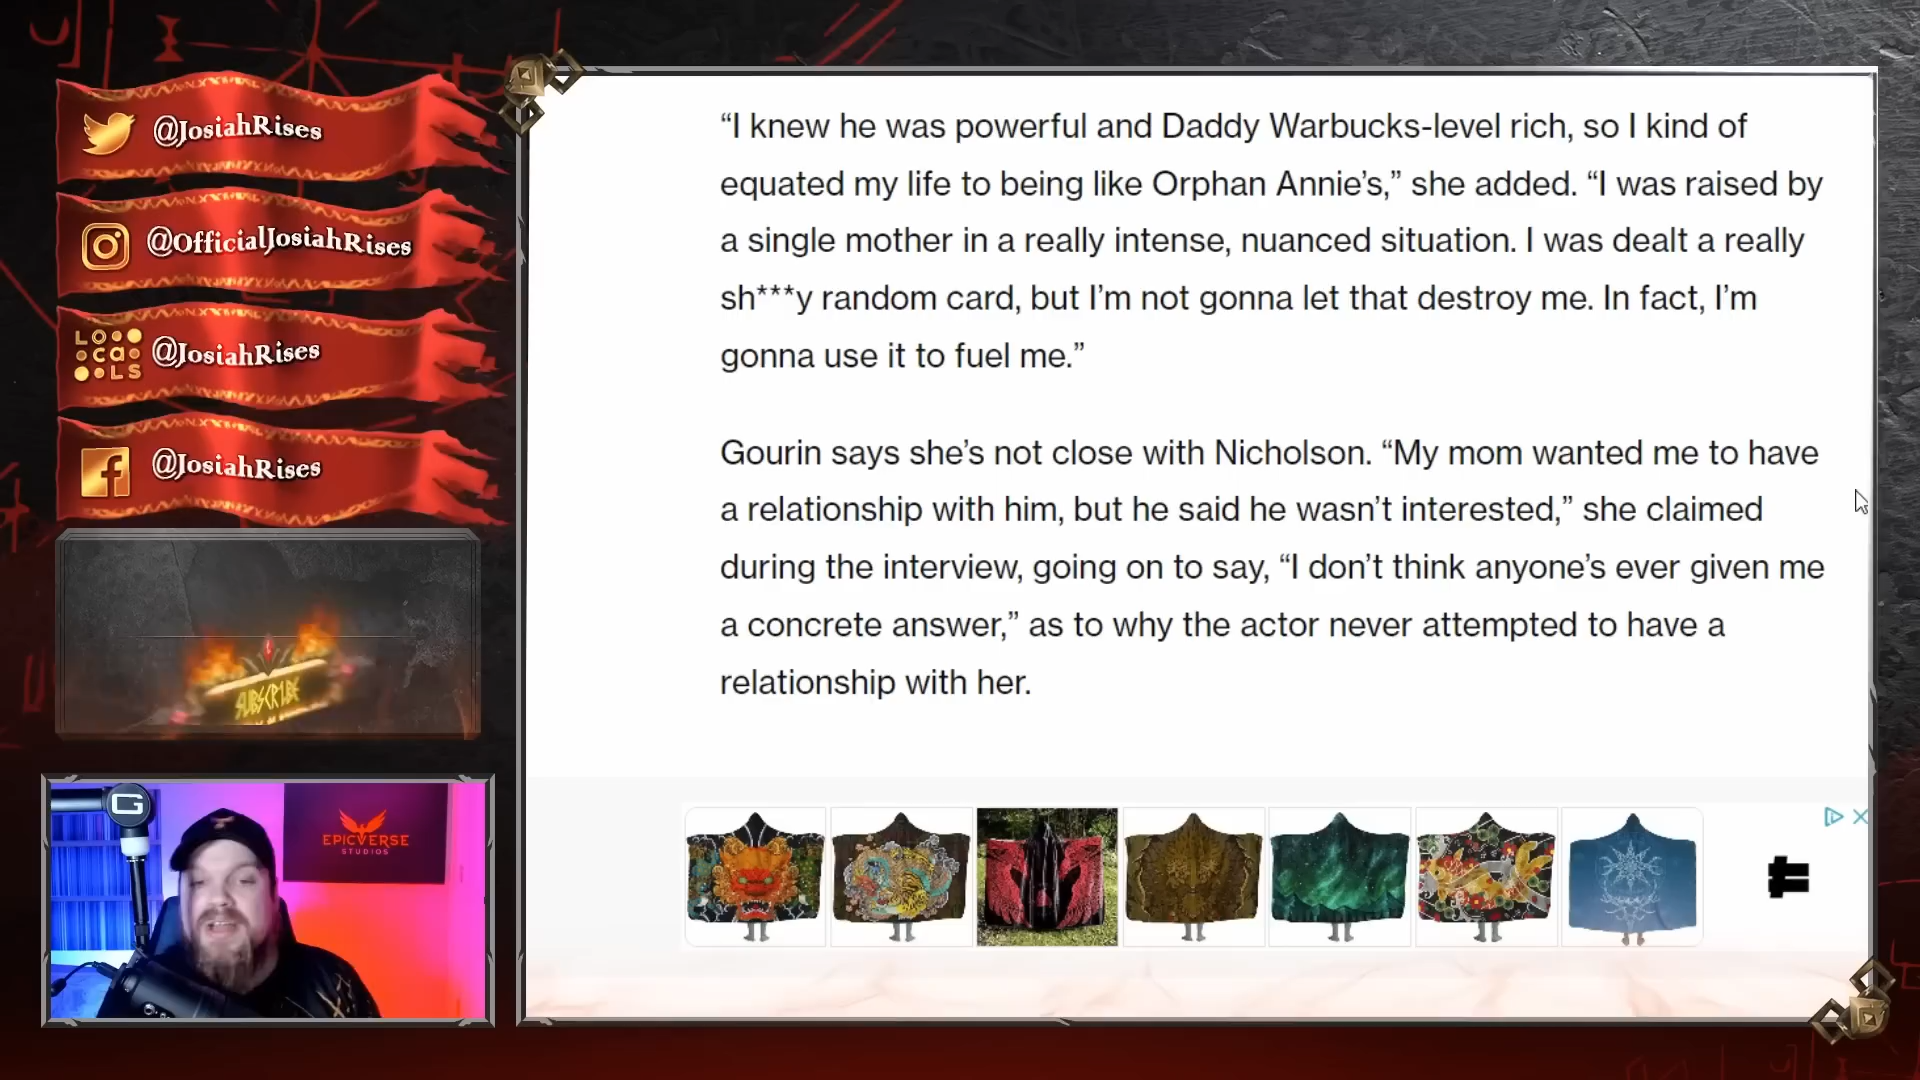 @JosiahRises
@OfficialJosiahRises
LOCALS
@JosiahRises
@JosiahRises
SUBSCRIBE
G
EPICVERSE
STUDIOS
“I knew he was powerful and Daddy Warbucks-level rich, so I kind of
equated my life to being like Orphan Annie’s,” she added. “I was raised by
a single mother in a really intense, nuanced situation. I was dealt a really
sh***y random card, but I’m not gonna let that destroy me. In fact, I’m
gonna use it to fuel me.”
Gourin says she’s not close with Nicholson. “My mom wanted me to have
a relationship with him, but he said he wasn’t interested,” she claimed
during the interview, going on to say, “I don’t think anyone’s ever given me
a concrete answer,” as to why the actor never attempted to have a
relationship with her.